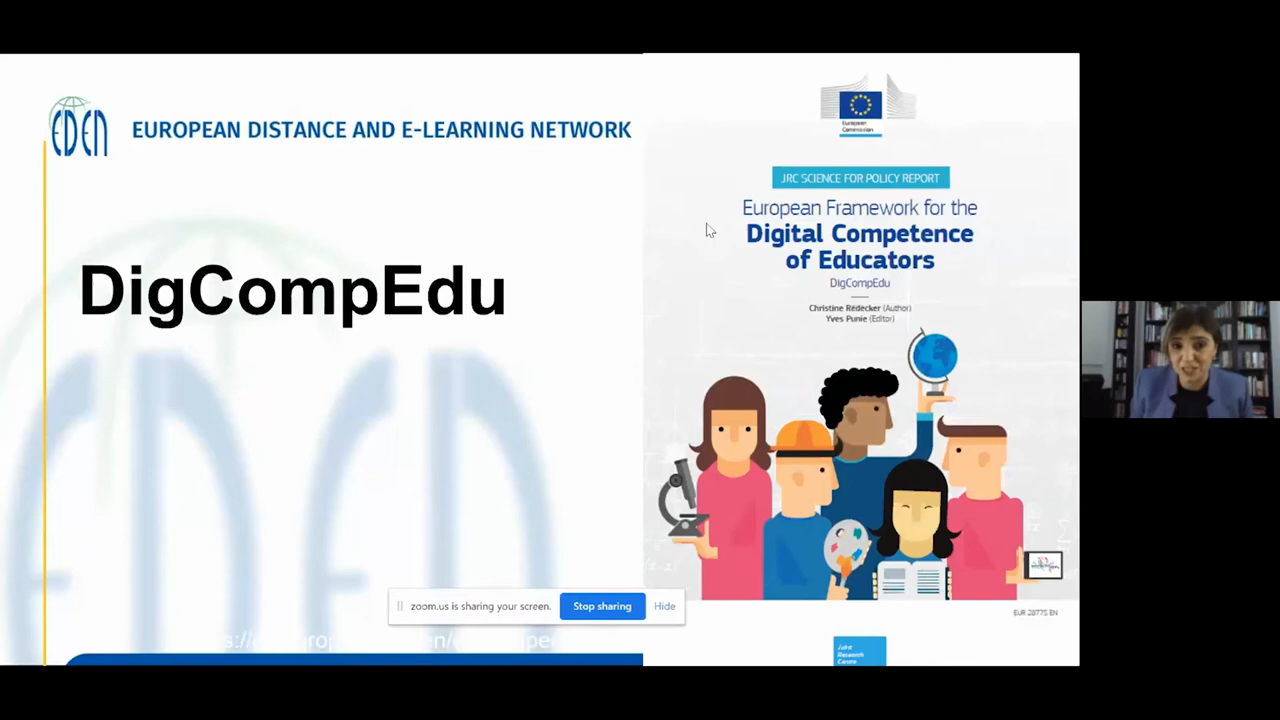 EDEN
EUROPEAN DISTANCE AND E-LEARNING NETWORK
DigCompEdu
zoom.us is sharing your screen.
Stop sharing
Hide
European
Commission
JRC SCIENCE FOR POLICY REPORT
European Framework for the
Digital Competence
of Educators
DigCompEdu
Christine Redecker (Author)
Yves Punie (Editor)
EUR 28775 EN
Joint
Research
Centre